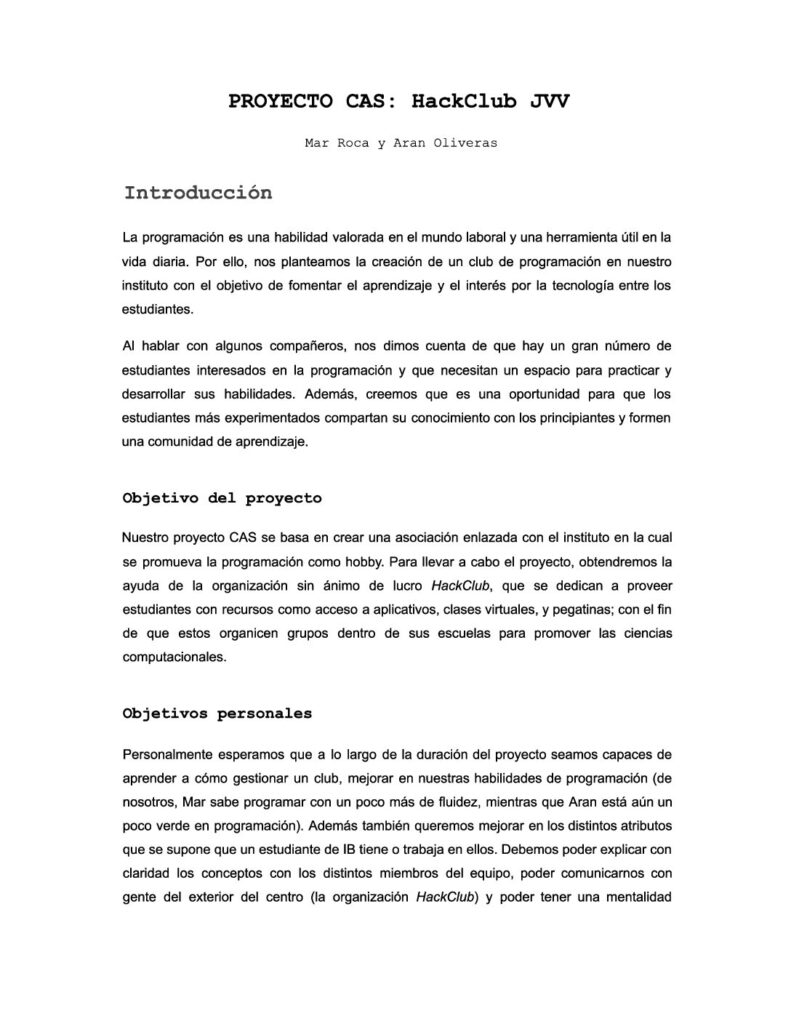 PROYECTO CAS: HackClub JVV
Mar Roca y Aran Oliveras
Introducción
La programación es una habilidad valorada en el mundo laboral y una herramienta útil en la
vida diaria. Por ello, nos planteamos la creación de un club de programación en nuestro
instituto con el objetivo de fomentar el aprendizaje y el interés por la tecnología entre los
estudiantes.
Al hablar con algunos compañeros, nos dimos cuenta de que hay un gran número de
estudiantes interesados en la programación y que necesitan un espacio para practicar y
desarrollar sus habilidades. Además, creemos que es una oportunidad para que los
estudiantes más experimentados compartan su conocimiento con los principiantes y formen
una comunidad de aprendizaje.
Objetivo del proyecto
Nuestro proyecto CAS se basa en crear una asociación enlazada con el instituto en la cual
se promueva la programación como hobby. Para llevar a cabo el proyecto, obtendremos la
ayuda de la organización sin ánimo de lucro HackClub, que se dedican a proveer
estudiantes con recursos como acceso a aplicativos, clases virtuales, y pegatinas; con el fin
de que estos organicen grupos dentro de sus escuelas para promover las ciencias
computacionales.
Objetivos personales
Personalmente esperamos que a lo largo de la duración del proyecto seamos capaces de
aprender a cómo gestionar un club, mejorar en nuestras habilidades de programación (de
nosotros, Mar sabe programar con un poco más de fluidez, mientras que Aran está aún un
poco verde en programación). Además también queremos mejorar en los distintos atributos
que se supone que un estudiante de IB tiene o trabaja en ellos. Debemos poder explicar con
claridad los conceptos con los distintos miembros del equipo, poder comunicarnos con
gente del exterior del centro (la organización HackClub) y poder tener una mentalidad